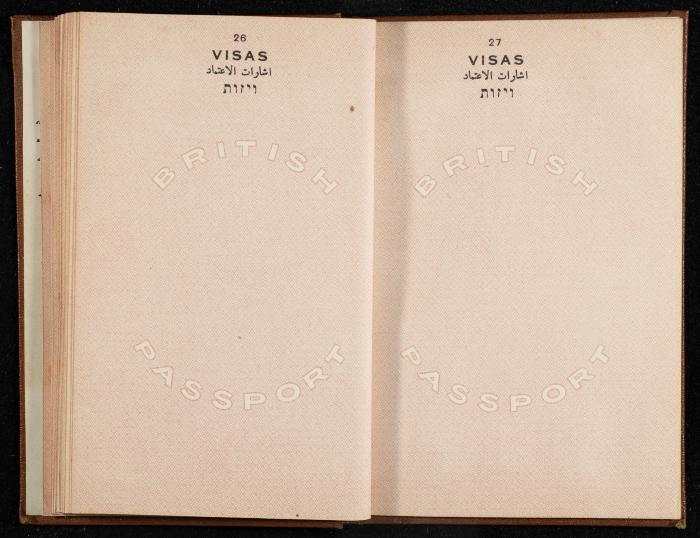 26
VISAS
اشارات الاعتماد
ויזות
BRITISH
PASSPORT
27
VISAS
اشارات الاعتماد
ויזות
BRITISH
PASSPORT